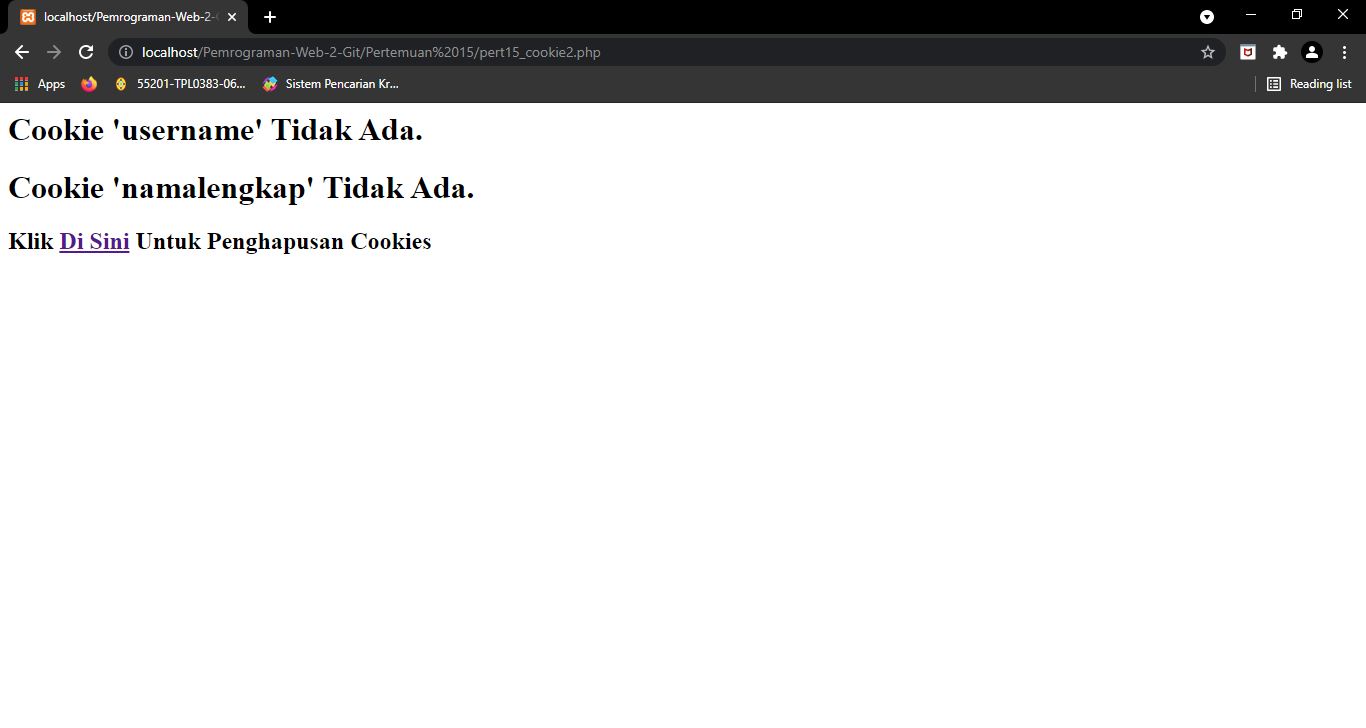 localhost/Pemrograman-Web-2-
localhost/Pemrograman-Web-2-Git/Pertemuan%2015/pert15_cookie2.php
Apps 55201-TPL0383-06... Sistem Pencarian Kr... Reading list
Cookie 'username' Tidak Ada.
Cookie 'namalengkap' Tidak Ada.
Klik Di Sini Untuk Penghapusan Cookies